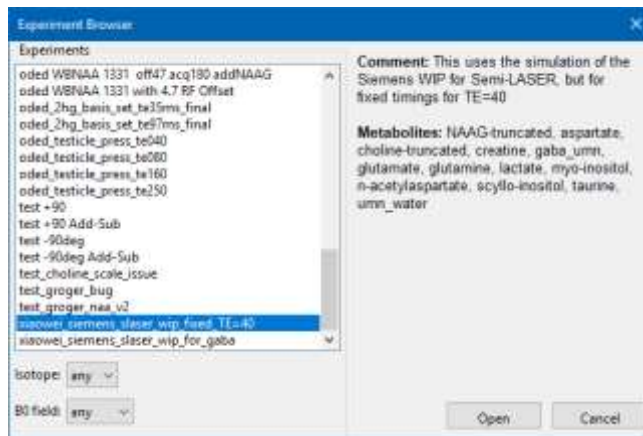 Experiment Browser
Experiments
oded WBNAA 1331 off47 acq180 addNAAG
oded WBNAA 1331 with 4.7 RF Offset
oded_2hg_basis_set_te35ms_final
oded_2hg_basis_set_te97ms_final
oded_testicle_press_te040
oded_testicle_press_te080
oded_testicle_press_te160
oded_testicle_press_te250
test +90
test +90 Add-Sub
test -90deg
test -90deg Add-Sub
test_choline_scale_issue
test_groger_bug
test_groger_naa_v2
xiaowei_siemens_slaser_wip_fixed_TE=40
xiaowei_siemens_slaser_wip_for_gaba
Isotope: any
B0 field: any
Comment: This uses the simulation of the
Siemens WIP for Semi-LASER, but for
fixed timings for TE=40
Metabolites: NAAG-truncated, aspartate,
choline-truncated, creatine, gaba_umn,
glutamate, glutamine, lactate, myo-inositol,
n-acetylaspartate, scyllo-inositol, taurine,
umn_water
Open
Cancel